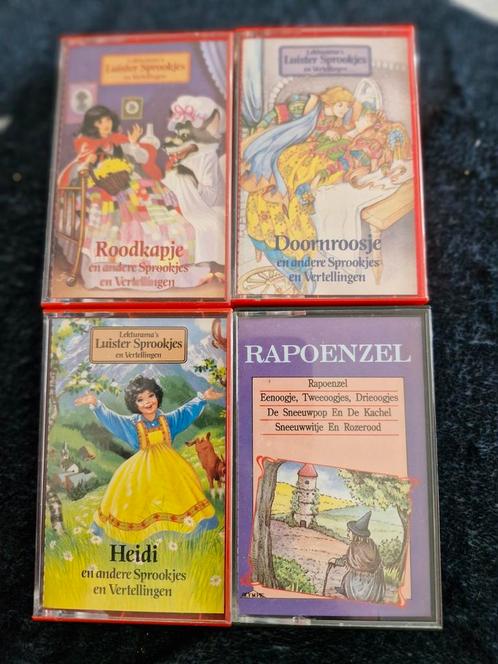 Lekturama's
Luister Sprookjes
en Vertellingen
Roodkapje
en andere Sprookjes
en Vertellingen
Lekturama's
Luister Sprookjes
en Vertellingen
Doornroosje
en andere Sprookjes
en Vertellingen
Lekturama's
Luister Sprookjes
en Vertellingen
Heidi
en andere Sprookjes
en Vertellingen
RAPOENZEL
Rapoenzel
Eenoogje, Tweeoogjes, Drieoogjes
De Sneeuwpop En De Kachel
Sneeuwwitje En Rozerood